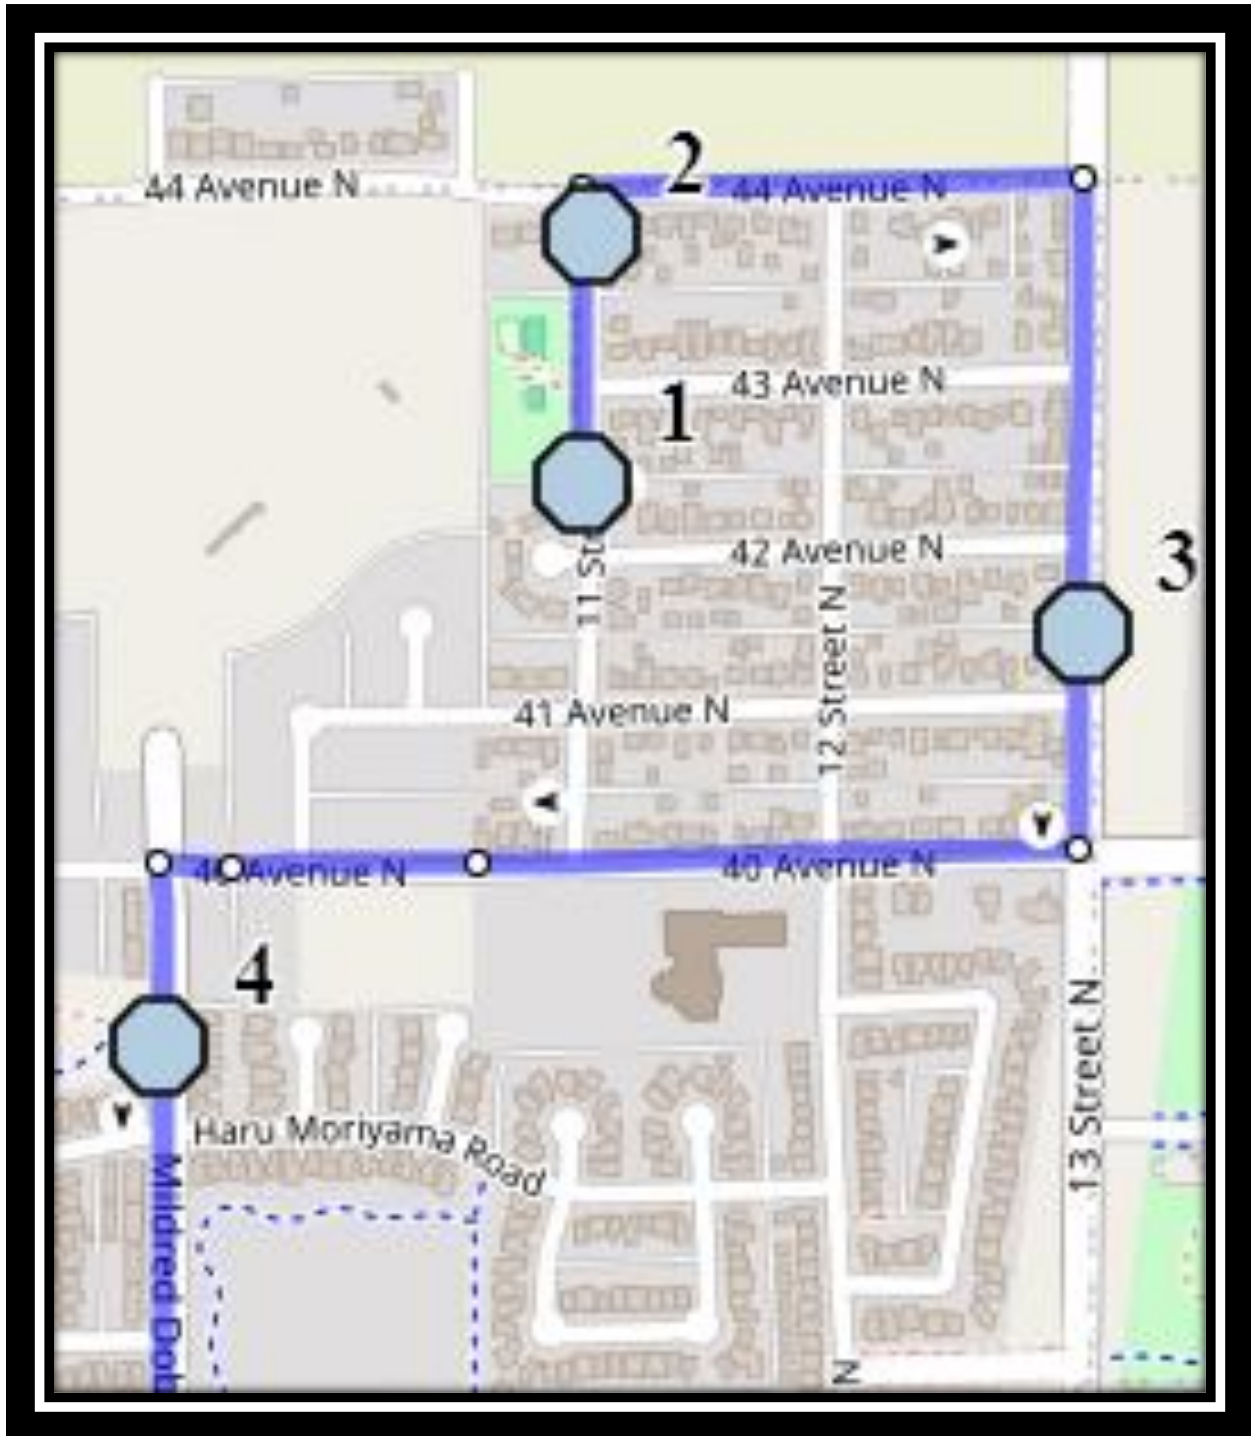 2
44 Avenue N
44 Avenue N
43 Avenue N
1
42 Avenue N
11 St
3
12 Street N
41 Avenue N
40 Avenue N
40 Avenue N
4
13 Street N
Haru Moriyama Road
Mildred Dob
N